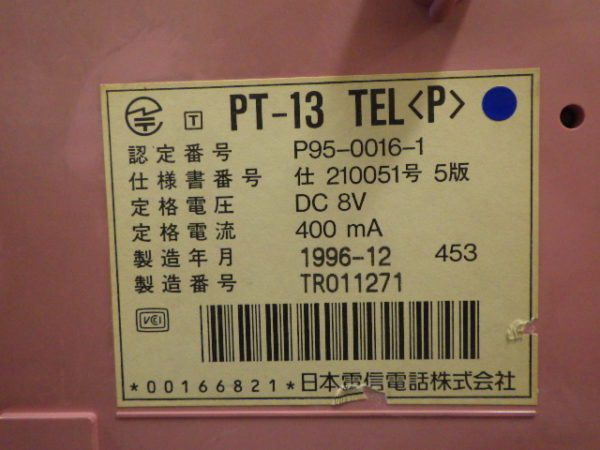 T PT-13 TEL<P>
認定番号 P95-0016-1
仕様書番号 仕 210051号 5版
定格電圧 DC 8V
定格電流 400 mA
製造年月 1996-12 453
製造番号 TR011271
VCCI
*00166821* 日本電信電話株式会社